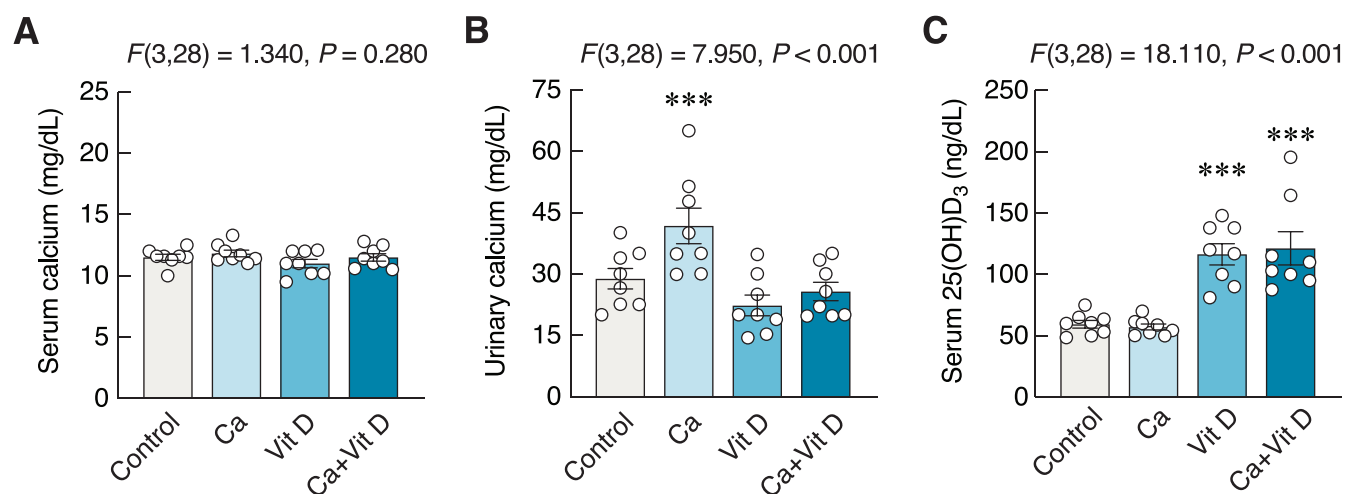 A
F(3,28) = 1.340, P = 0.280
Serum calcium (mg/dL)
25
20
15
10
5
0
Control
Ca
Vit D
Ca+Vit D
B
F(3,28) = 7.950, P < 0.001
Urinary calcium (mg/dL)
75
60
45
30
15
0
***
Control
Ca
Vit D
Ca+Vit D
C
F(3,28) = 18.110, P < 0.001
Serum 25(OH)D₃ (ng/dL)
250
200
150
100
50
0
***
***
Control
Ca
Vit D
Ca+Vit D